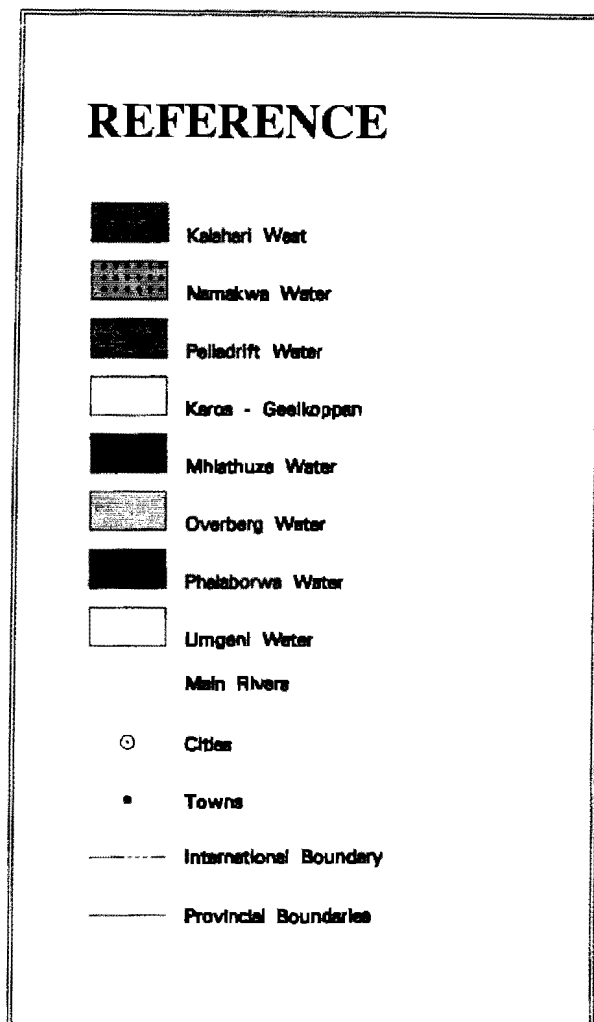 REFERENCE
Kalahari West
Namakwa Water
Pelladrift Water
Karos - Geelkoppan
Mhlathuze Water
Overberg Water
Phalaborwa Water
Umgeni Water
Main Rivers
Cities
Towns
International Boundary
Provincial Boundaries